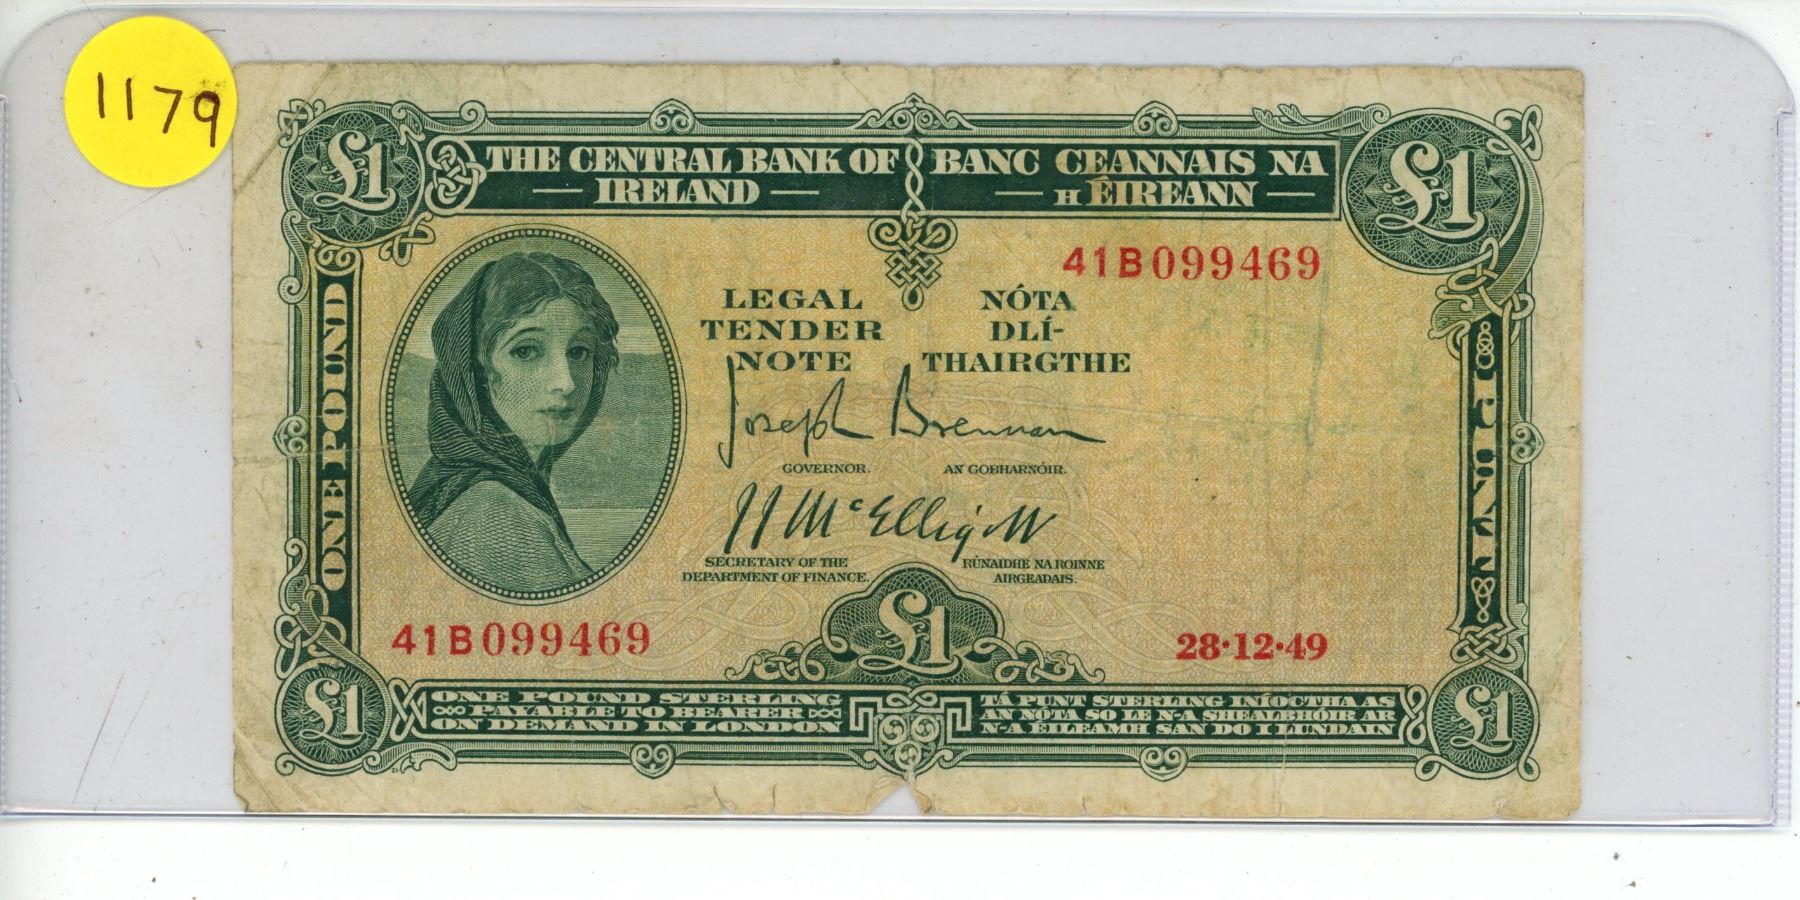 1179
£1
THE CENTRAL BANK OF
IRELAND
BANC CEANNAIS NA
H ÉIREANN
£1
41B099469
LEGAL
TENDER
NOTE
NÓTA
DLÍ-
THAIRGTHE
ONE POUND
PUNT
Joseph Brennan
GOVERNOR.
AN GOBHARNÓIR.
JJ McElligott
SECRETARY OF THE
DEPARTMENT OF FINANCE.
RÚNAIDHE NA ROINNE
AIRGEADAIS.
£1
41B099469
28·12·49
£1
ONE POUND STERLING
PAYABLE TO BEARER
ON DEMAND IN LONDON
TÁ PUNT STERLING INÍOCTHA AS
AN NÓTA SO LE N-A SHEALBHÓIR AR
N-A ÉILEAMH SAN DO I LUNDAIN
£1